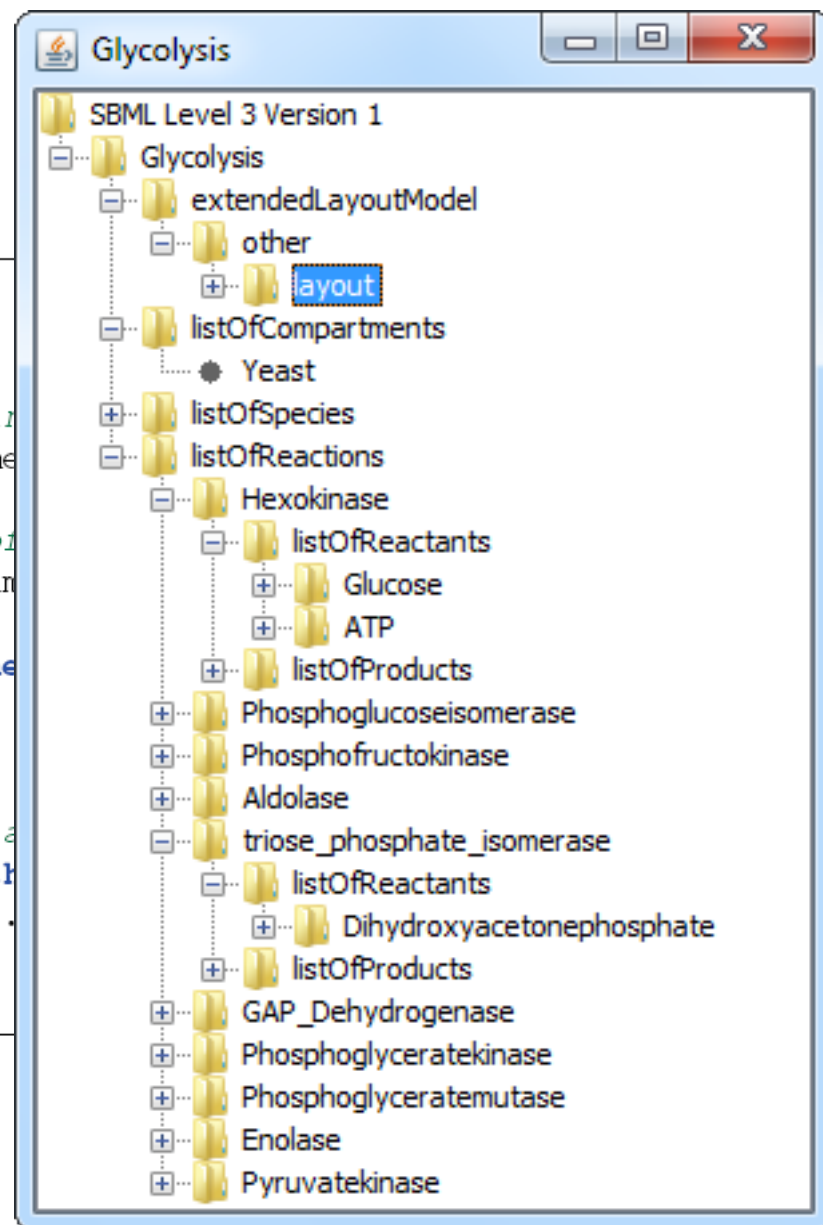 Glycolysis
SBML Level 3 Version 1
Glycolysis
extendedLayoutModel
other
layout
listOfCompartments
Yeast
listOfSpecies
listOfReactions
Hexokinase
listOfReactants
Glucose
ATP
listOfProducts
Phosphoglucoseisomerase
Phosphofructokinase
Aldolase
triose_phosphate_isomerase
listOfReactants
Dihydroxyacetonephosphate
listOfProducts
GAP_Dehydrogenase
Phosphoglyceratekinase
Phosphoglyceratemutase
Enolase
Pyruvatekinase